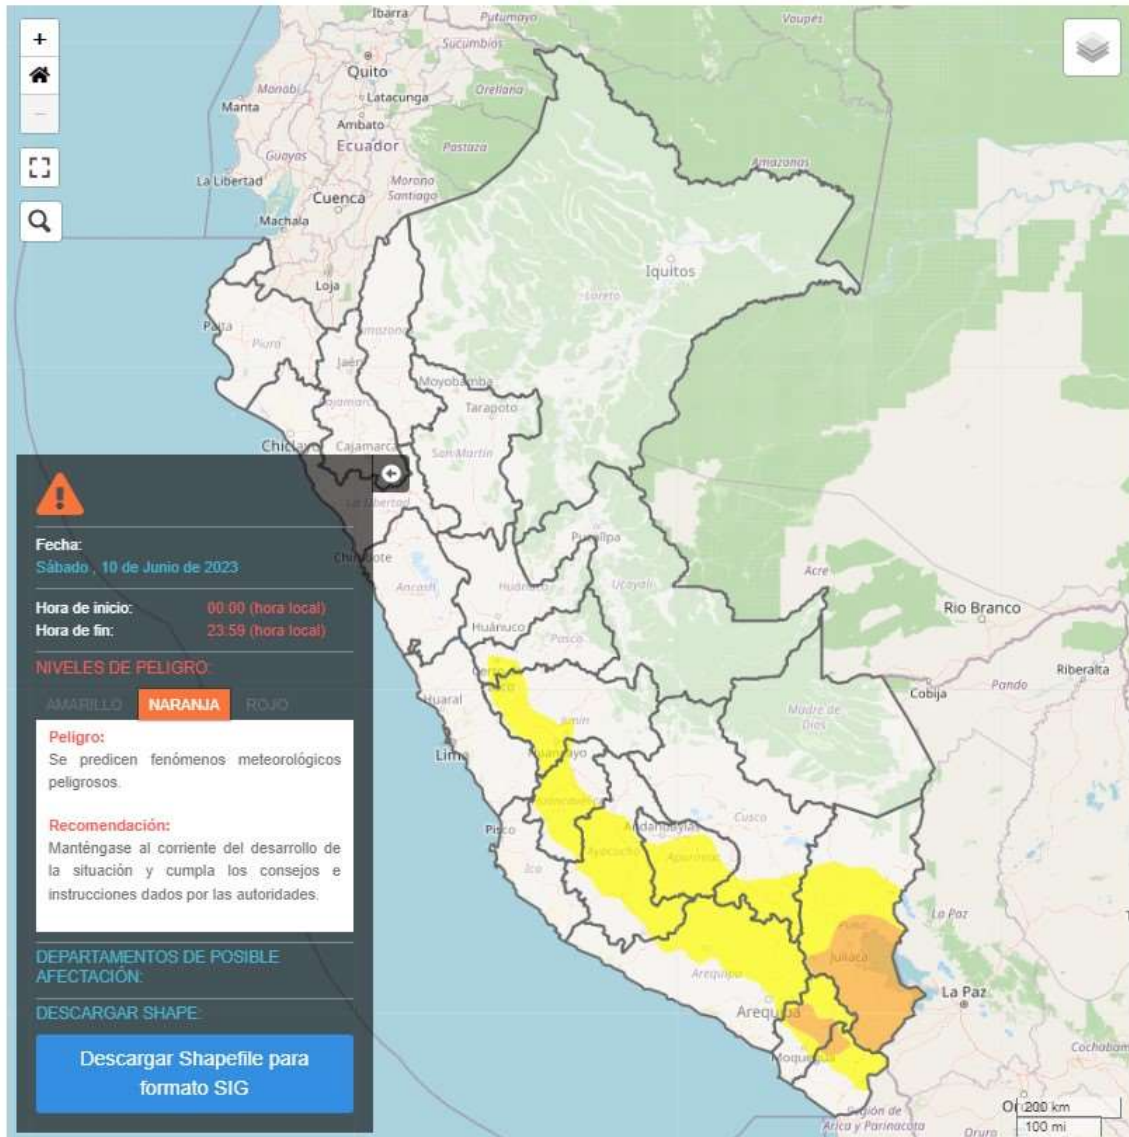 Ibarra
Putumayo
Voupés
+
Quito
Sucumbíos
Manabí
Latacunga
Orellana
Manta
−
Ambato
Ecuador
Pastaza
Guayas
Amazonas
La Libertad
Morona
Santiago
Cuenca
Machala
Iquitos
Loja
Loreto
Paita
Piura
Jaén
Moyobamba
Cajamarca
Tarapoto
Chiclayo
Cajamarca
San Martín
La Libertad
Fecha:
Sábado , 10 de Junio de 2023
Chimbote
Pucallpa
Acre
Ancash
Huánuco
Ucayali
Hora de inicio: 00:00 (hora local)
Hora de fin: 23:59 (hora local)
Rio Branco
Huánuco
Pasco
NIVELES DE PELIGRO:
Riberalta
Pando
Cobija
AMARILLO NARANJA ROJO
Huaral
Madre de
Dios
Junín
Peligro:
Se predicen fenómenos meteorológicos
peligrosos.
Lima
Huancayo
Huancavelica
Recomendación:
Manténgase al corriente del desarrollo de
la situación y cumpla los consejos e
instrucciones dados por las autoridades.
Pisco
Andahuaylas
Cusco
Ayacucho
Apurímac
Ica
La Paz
Puno
Juliaca
DEPARTAMENTOS DE POSIBLE
AFECTACIÓN:
Arequipa
La Paz
DESCARGAR SHAPE:
Arequipa
Descargar Shapefile para
formato SIG
Moquegua
Cochabam
200 km
100 mi
Región de
Arica y Parinacota
Oruro